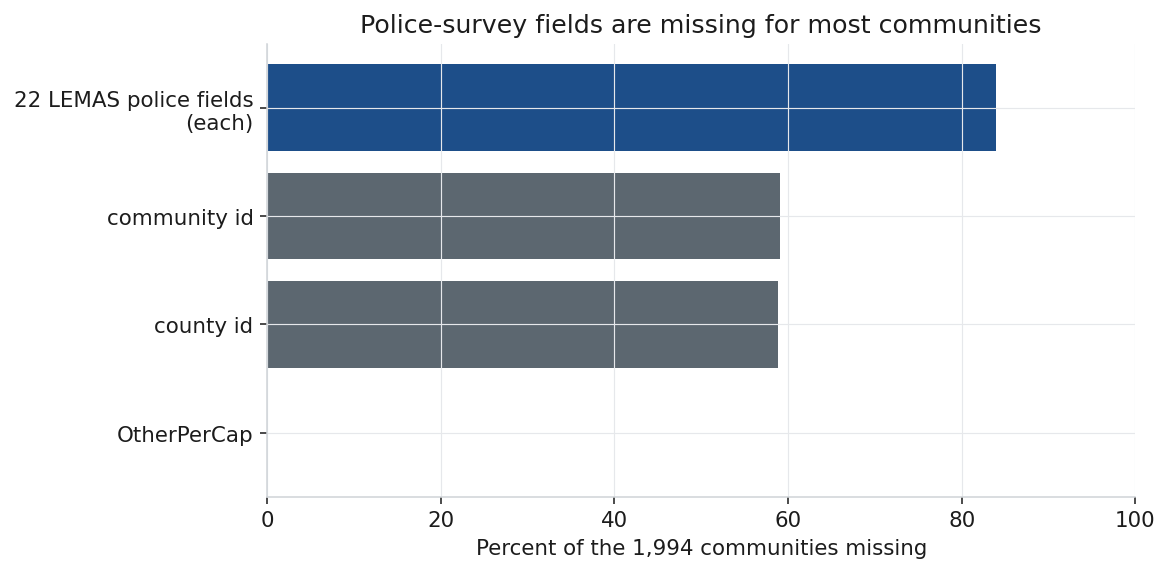 Police-survey fields are missing for most communities
22 LEMAS police fields
(each)
community id
county id
OtherPerCap
0 20 40 60 80 100
Percent of the 1,994 communities missing